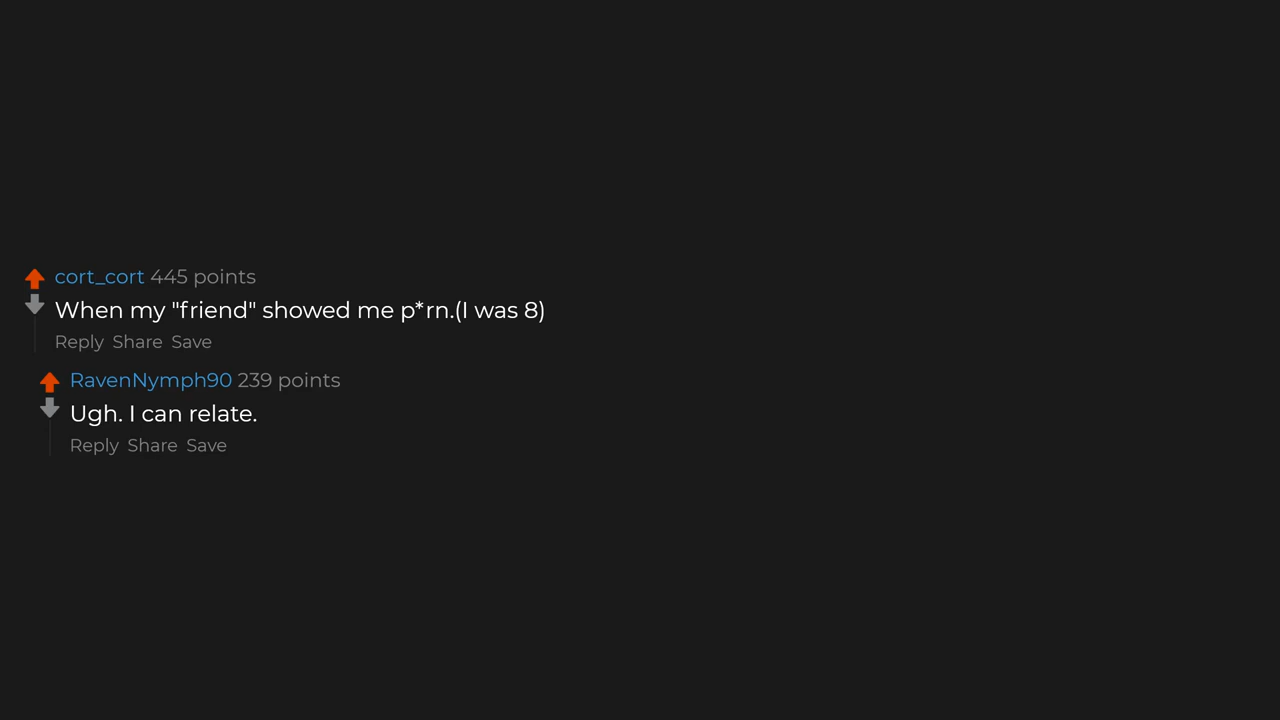 cort_cort 445 points
When my "friend" showed me p*rn.(I was 8)
Reply Share Save
RavenNymph90 239 points
Ugh. I can relate.
Reply Share Save